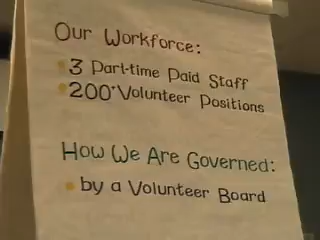 Our Workforce:
3 Part-time Paid Staff
200+ Volunteer Positions
How We Are Governed:
by a Volunteer Board